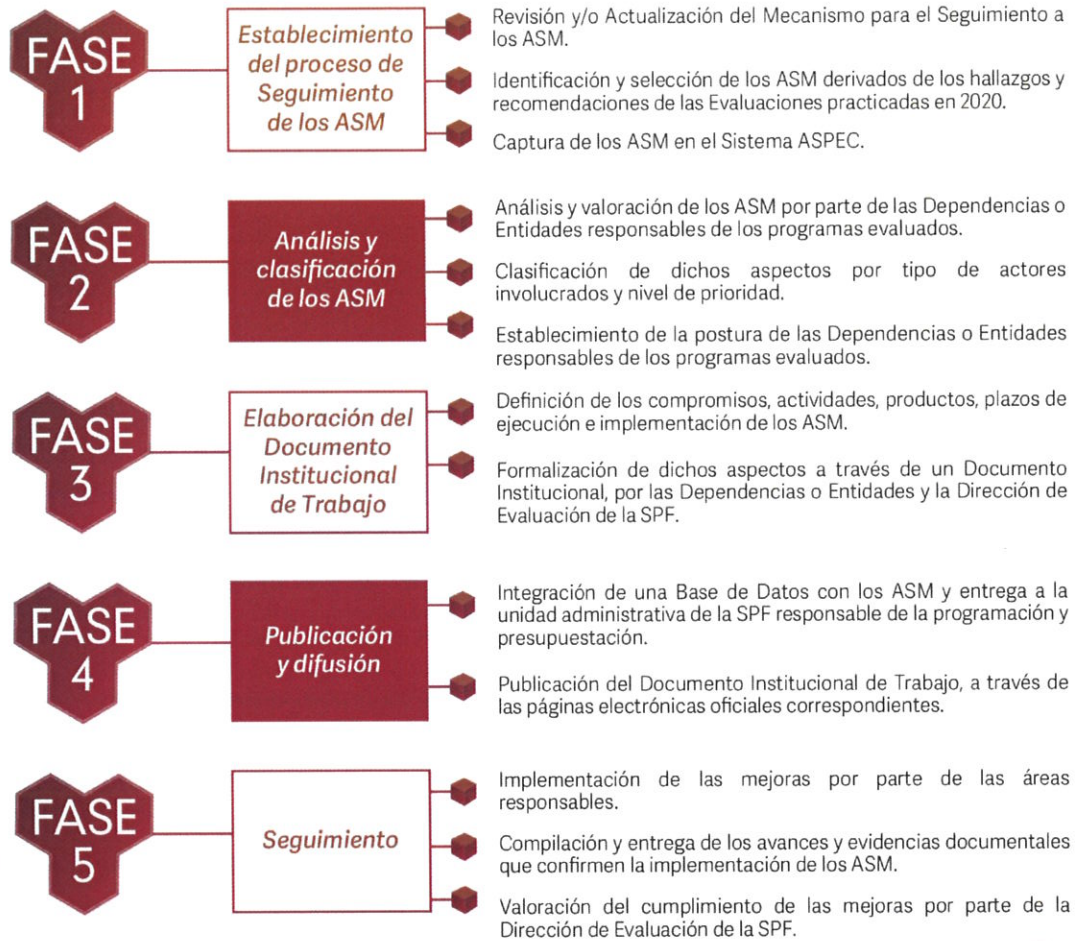 FASE
1
Establecimiento
del proceso de
Seguimiento
de los ASM
Revisión y/o Actualización del Mecanismo para el Seguimiento a
los ASM.
Identificación y selección de los ASM derivados de los hallazgos y
recomendaciones de las Evaluaciones practicadas en 2020.
Captura de los ASM en el Sistema ASPEC.
FASE
2
Análisis y
clasificación
de los ASM
Análisis y valoración de los ASM por parte de las Dependencias o
Entidades responsables de los programas evaluados.
Clasificación de dichos aspectos por tipo de actores
involucrados y nivel de prioridad.
Establecimiento de la postura de las Dependencias o Entidades
responsables de los programas evaluados.
FASE
3
Elaboración del
Documento
Institucional
de Trabajo
Definición de los compromisos, actividades, productos, plazos de
ejecución e implementación de los ASM.
Formalización de dichos aspectos a través de un Documento
Institucional, por las Dependencias o Entidades y la Dirección de
Evaluación de la SPF.
FASE
4
Publicación
y difusión
Integración de una Base de Datos con los ASM y entrega a la
unidad administrativa de la SPF responsable de la programación y
presupuestación.
Publicación del Documento Institucional de Trabajo, a través de
las páginas electrónicas oficiales correspondientes.
FASE
5
Seguimiento
Implementación de las mejoras por parte de las áreas
responsables.
Compilación y entrega de los avances y evidencias documentales
que confirmen la implementación de los ASM.
Valoración del cumplimiento de las mejoras por parte de la
Dirección de Evaluación de la SPF.